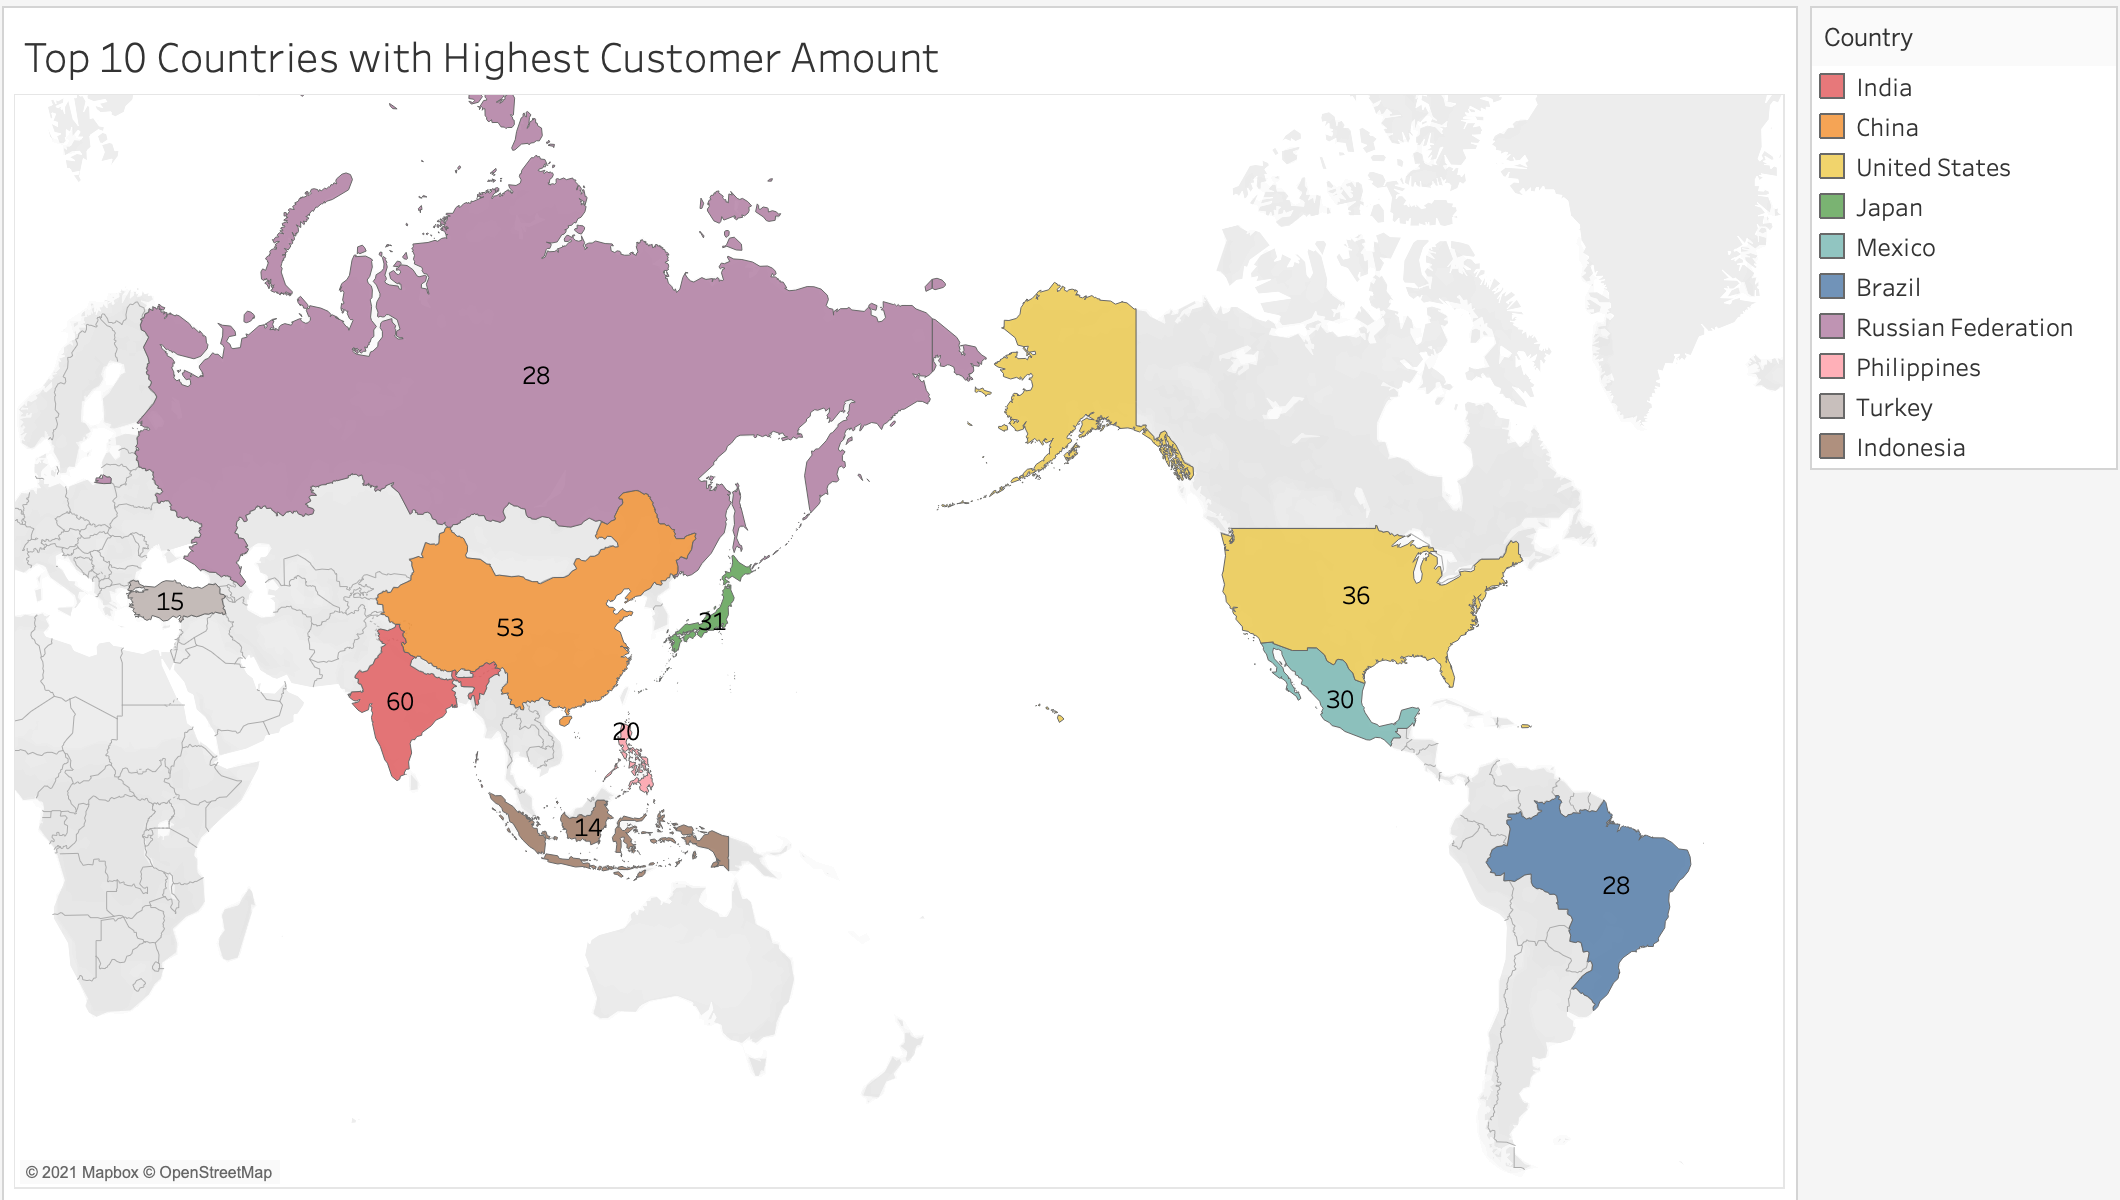 Top 10 Countries with Highest Customer Amount
28
15
53
31
60
20
14
36
30
28
© 2021 Mapbox © OpenStreetMap
Country
India
China
United States
Japan
Mexico
Brazil
Russian Federation
Philippines
Turkey
Indonesia